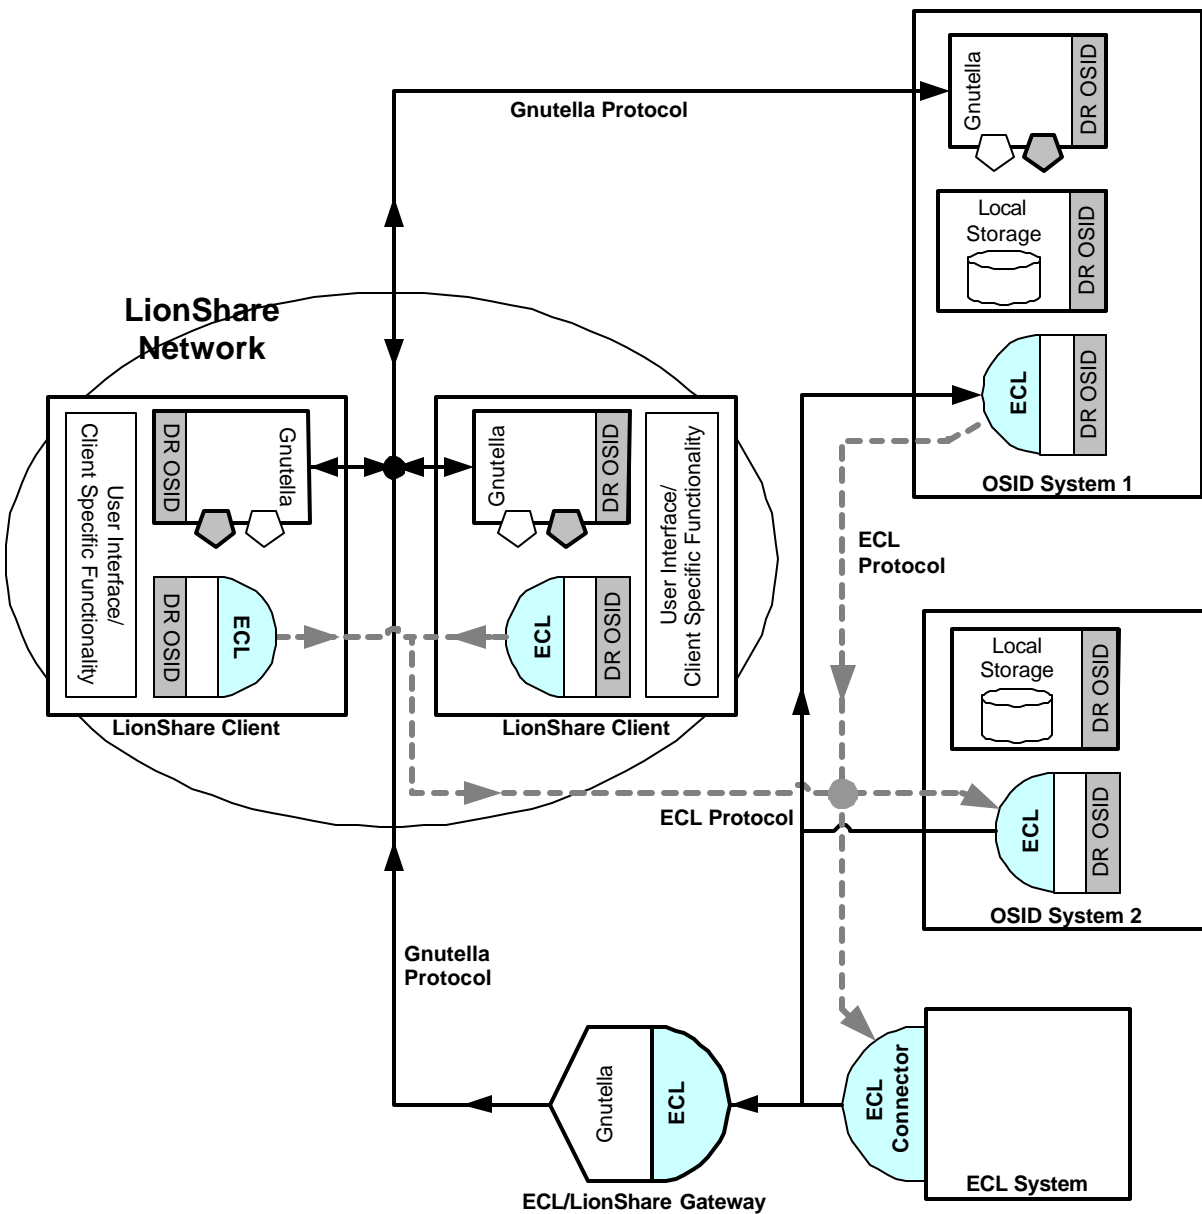 Gnutella Protocol
Gnutella
DR OSID
Local
Storage
DR OSID
ECL
DR OSID
OSID System 1
LionShare
Network
User Interface/
Client Specific Functionality
DR OSID
Gnutella
DR OSID
ECL
LionShare Client
Gnutella
DR OSID
User Interface/
Client Specific Functionality
ECL
DR OSID
LionShare Client
ECL
Protocol
ECL Protocol
Local
Storage
DR OSID
ECL
DR OSID
OSID System 2
Gnutella
Protocol
Gnutella
ECL
ECL/LionShare Gateway
ECL
Connector
ECL System